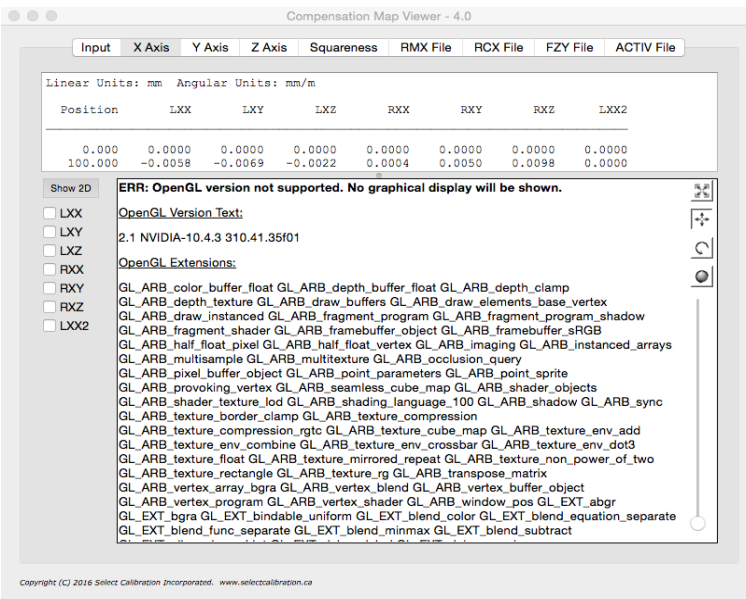 Compensation Map Viewer - 4.0
Input X Axis Y Axis Z Axis Squareness RMX File RCX File FZY File ACTIV File
Linear Units: mm Angular Units: mm/m
Position LXX LXY LXZ RXX RXY RXZ LXX2
0.000 0.0000 0.0000 0.0000 0.0000 0.0000 0.0000 0.0000
100.000 -0.0058 -0.0069 -0.0022 0.0004 0.0050 0.0098 0.0000
Show 2D
LXX
LXY
LXZ
RXX
RXY
RXZ
LXX2
ERR: OpenGL version not supported. No graphical display will be shown.
OpenGL Version Text:
2.1 NVIDIA-10.4.3 310.41.35f01
OpenGL Extensions:
GL_ARB_color_buffer_float GL_ARB_depth_buffer_float GL_ARB_depth_clamp
GL_ARB_depth_texture GL_ARB_draw_buffers GL_ARB_draw_elements_base_vertex
GL_ARB_draw_instanced GL_ARB_fragment_program GL_ARB_fragment_program_shadow
GL_ARB_fragment_shader GL_ARB_framebuffer_object GL_ARB_framebuffer_sRGB
GL_ARB_half_float_pixel GL_ARB_half_float_vertex GL_ARB_imaging GL_ARB_instanced_arrays
GL_ARB_multisample GL_ARB_multitexture GL_ARB_occlusion_query
GL_ARB_pixel_buffer_object GL_ARB_point_parameters GL_ARB_point_sprite
GL_ARB_provoking_vertex GL_ARB_seamless_cube_map GL_ARB_shader_objects
GL_ARB_shader_texture_lod GL_ARB_shading_language_100 GL_ARB_shadow GL_ARB_sync
GL_ARB_texture_border_clamp GL_ARB_texture_compression
GL_ARB_texture_compression_rgtc GL_ARB_texture_cube_map GL_ARB_texture_env_add
GL_ARB_texture_env_combine GL_ARB_texture_env_crossbar GL_ARB_texture_env_dot3
GL_ARB_texture_float GL_ARB_texture_mirrored_repeat GL_ARB_texture_non_power_of_two
GL_ARB_texture_rectangle GL_ARB_texture_rg GL_ARB_transpose_matrix
GL_ARB_vertex_array_bgra GL_ARB_vertex_blend GL_ARB_vertex_buffer_object
GL_ARB_vertex_program GL_ARB_vertex_shader GL_ARB_window_pos GL_EXT_abgr
GL_EXT_bgra GL_EXT_bindable_uniform GL_EXT_blend_color GL_EXT_blend_equation_separate
GL_EXT_blend_func_separate GL_EXT_blend_minmax GL_EXT_blend_subtract
Copyright (C) 2016 Select Calibration Incorporated. www.selectcalibration.ca